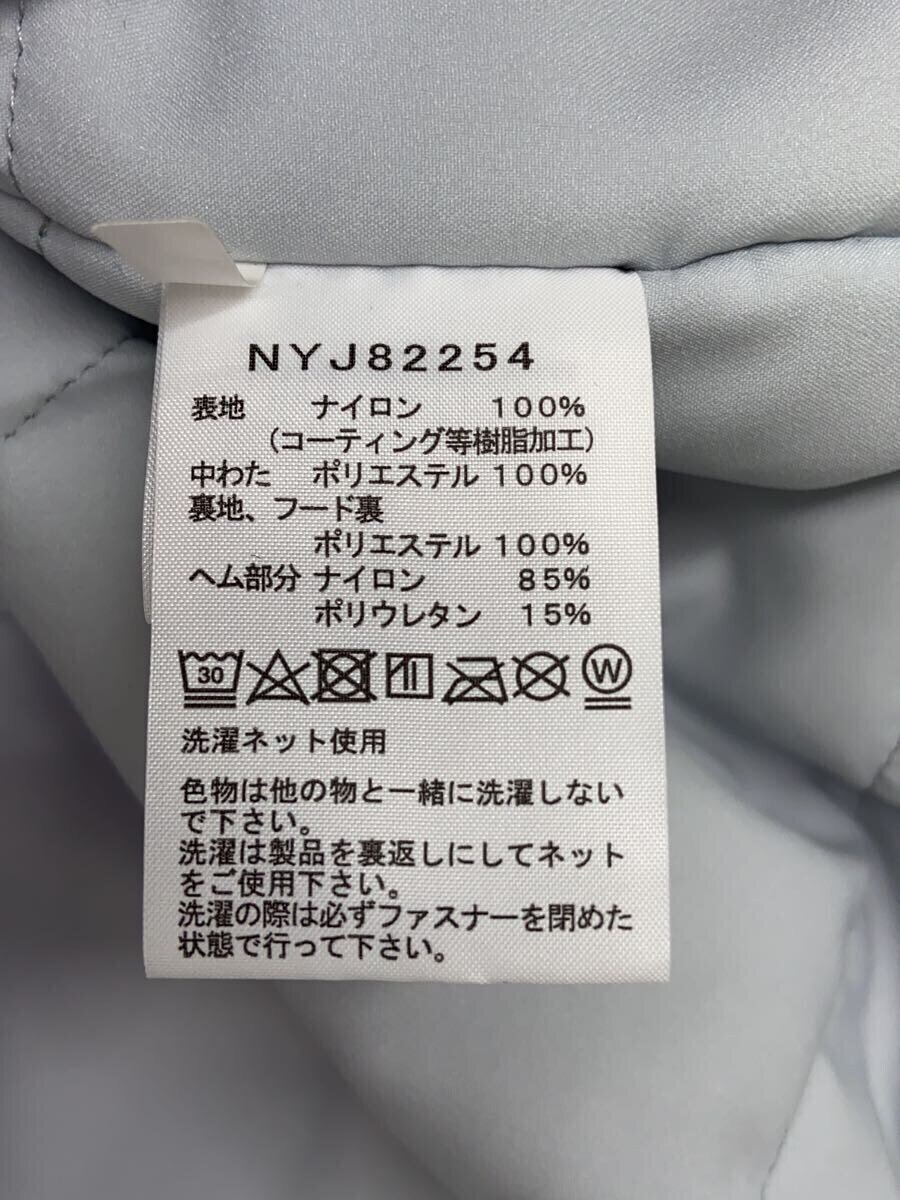 NYJ82254
表地 ナイロン 100%
(コーティング等樹脂加工)
中わた ポリエステル 100%
裏地、フード裏
ポリエステル 100%
ヘム部分 ナイロン 85%
ポリウレタン 15%
30 W
洗濯ネット使用
色物は他の物と一緒に洗濯しない
で下さい。
洗濯は製品を裏返しにしてネット
をご使用下さい。
洗濯の際は必ずファスナーを閉めた
状態で行って下さい。